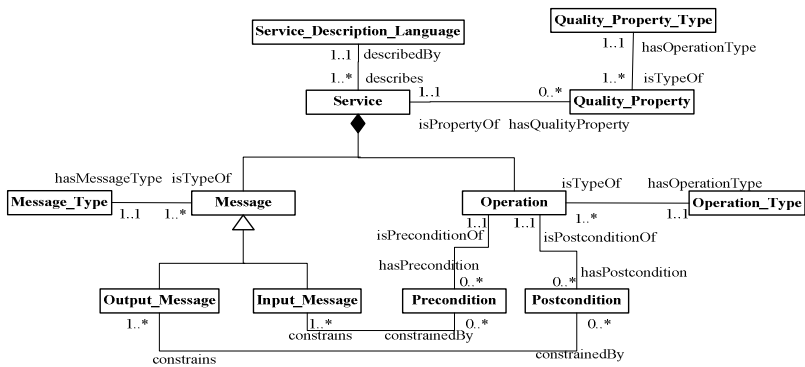 Service_Description_Language
Quality_Property_Type
1..1 describedBy
1..1 hasOperationType
1..* describes
1..* isTypeOf
Service
1..1
0..*
Quality_Property
isPropertyOf hasQualityProperty
hasMessageType isTypeOf
isTypeOf hasOperationType
Message_Type
Message
Operation
Operation_Type
1..1 1..*
1..1 1..1
1..* 1..1
isPreconditionOf
isPostconditionOf
hasPrecondition
hasPostcondition
0..*
0..*
Output_Message
Input_Message
Precondition
Postcondition
1..*
1..*
0..*
0..*
constrains
constrainedBy
constrains
constrainedBy